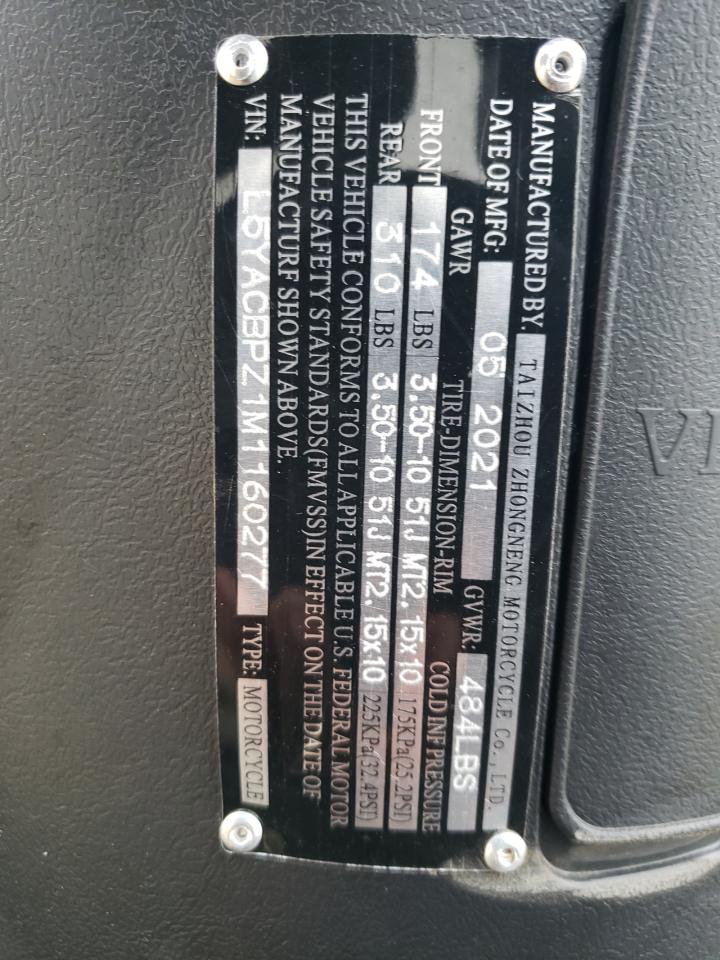 MANUFACTURED BY. TAIZHOU ZHONGNENG MOTORCYCLE Co.,LTD.
DATE OF MFG: 05 2021 GVWR: 484LBS
GAWR TIRE-DIMENSION-RIM COLD INF PRESSURE
FRONT 174 LBS 3.50-10 51J MT2.15x10 175KPa(25.2PSI)
REAR 310 LBS 3.50-10 51J MT2.15x10 225KPa(32.4PSI)
THIS VEHICLE CONFORMS TO ALL APPLICABLE U.S. FEDERAL MOTOR
VEHICLE SAFETY STANDARDS(FMVSS)IN EFFECT ON THE DATE OF
MANUFACTURF SHOWN ABOVE.
VIN: L5YACBPZ1M1160277 TYPE: MOTORCYCLE